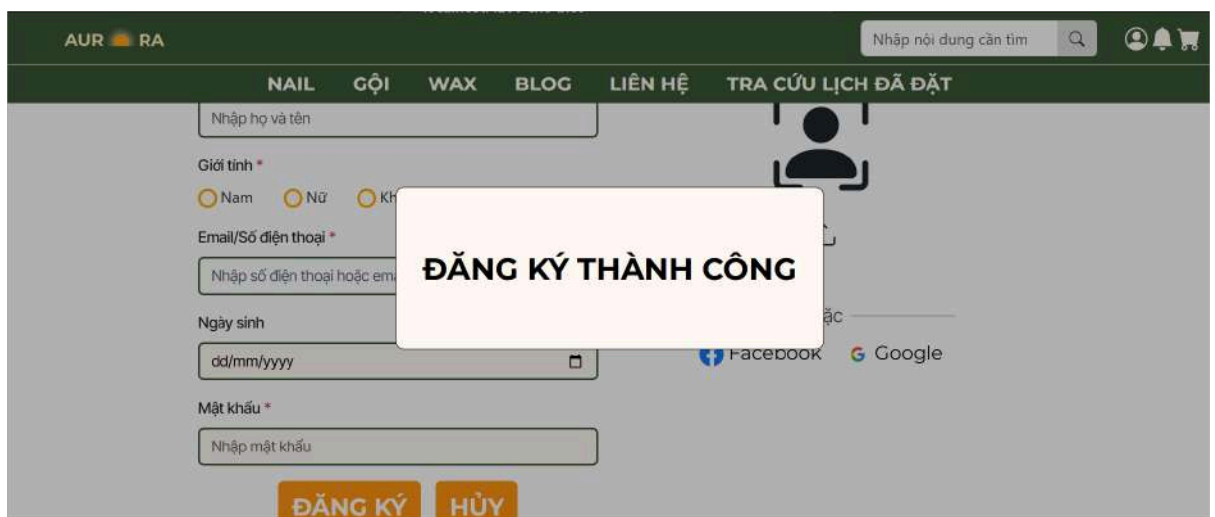 AUR RA
Nhập nội dung cần tìm
NAIL GỘI WAX BLOG LIÊN HỆ TRA CỨU LỊCH ĐÃ ĐẶT
Nhập họ và tên
Giới tính *
Nam Nữ Kh
Email/Số điện thoại *
Nhập số điện thoại hoặc em
ĐĂNG KÝ THÀNH CÔNG
Ngày sinh
ặc
dd/mm/yyyy
Facebook Google
Mật khẩu *
Nhập mật khẩu
ĐĂNG KÝ HỦY